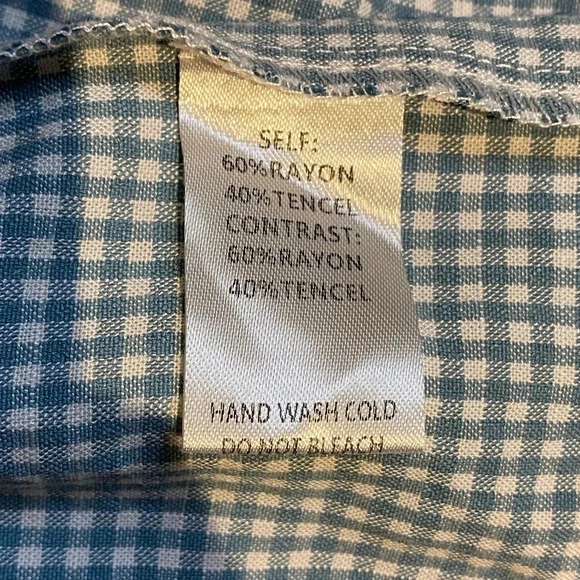 SELF:
60%RAYON
40%TENCEL
CONTRAST:
60%RAYON
40%TENCEL
HAND WASH COLD
DO NOT BLEACH